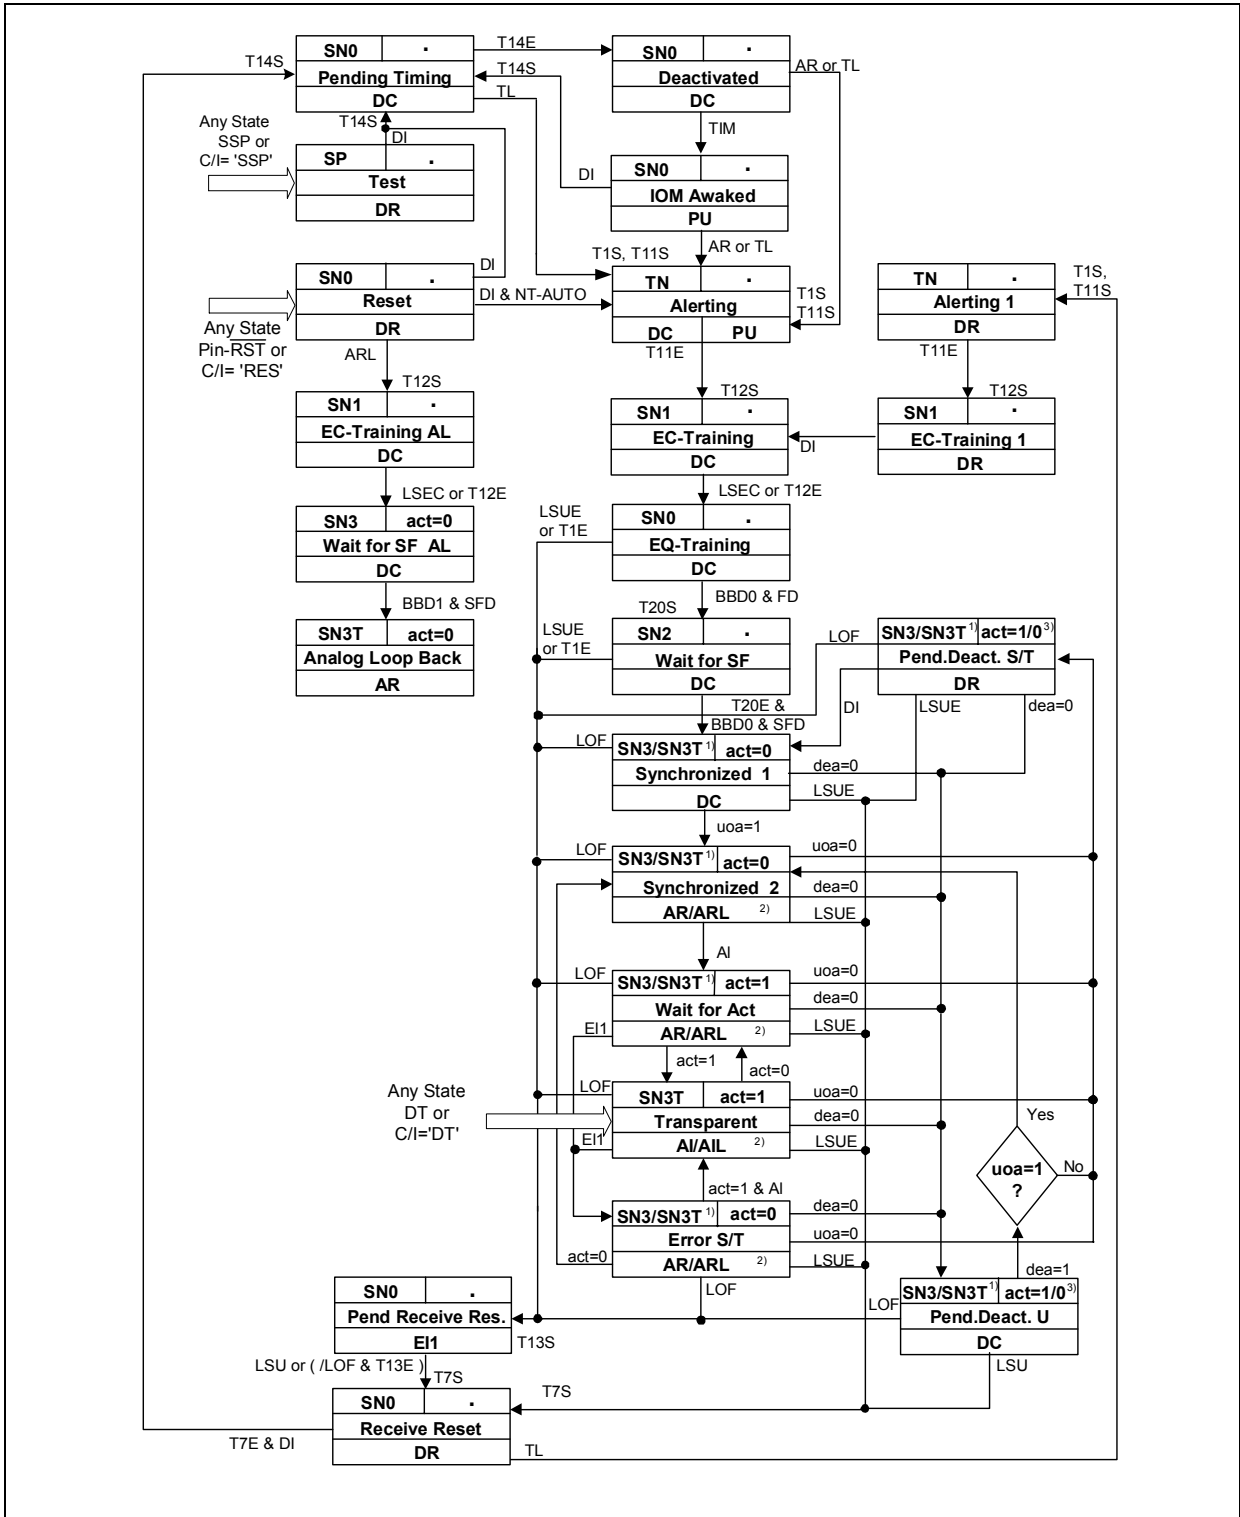 SN0 .
Pending Timing
DC
T14S
T14E
T14S
TL
SN0 .
Deactivated
DC
AR or TL
TIM
Any State
SSP or
C/I= 'SSP'
T14S
DI
SP .
Test
DR
DI
SN0 .
IOM Awaked
PU
AR or TL
T1S, T11S
SN0 .
Reset
DR
DI
DI & NT-AUTO
Any State
Pin-RST or
C/I= 'RES'
ARL
TN .
Alerting
DC PU
T1S
T11S
T11E
TN .
Alerting 1
DR
T1S,
T11S
T11E
T12S
SN1 .
EC-Training AL
DC
T12S
SN1 .
EC-Training
DC
T12S
SN1 .
EC-Training 1
DR
DI
LSEC or T12E
LSEC or T12E
SN3 act=0
Wait for SF AL
DC
LSUE
or T1E
SN0 .
EQ-Training
DC
BBD1 & SFD
BBD0 & FD
T20S
SN3T act=0
Analog Loop Back
AR
LSUE
or T1E
SN2 .
Wait for SF
DC
LOF
SN3/SN3T 1) act=1/0 3)
Pend.Deact. S/T
DR
T20E &
BBD0 & SFD
DI
LSUE
dea=0
LOF
SN3/SN3T 1) act=0
Synchronized 1
DC
dea=0
LSUE
uoa=1
LOF
SN3/SN3T 1) act=0
Synchronized 2
AR/ARL 2)
uoa=0
dea=0
LSUE
AI
LOF
SN3/SN3T 1) act=1
Wait for Act
AR/ARL 2)
uoa=0
dea=0
LSUE
EI1
act=1
act=0
Any State
DT or
C/I='DT'
LOF
SN3T act=1
Transparent
AI/AIL 2)
uoa=0
dea=0
LSUE
EI1
Yes
uoa=1
?
No
act=1 & AI
SN3/SN3T 1) act=0
Error S/T
AR/ARL 2)
dea=0
uoa=0
LSUE
act=0
LOF
dea=1
SN0 .
Pend Receive Res.
EI1
T13S
LOF
SN3/SN3T 1) act=1/0 3)
Pend.Deact. U
DC
LSU
LSU or ( /LOF & T13E )
T7S
T7S
SN0 .
Receive Reset
DR
T7E & DI
TL